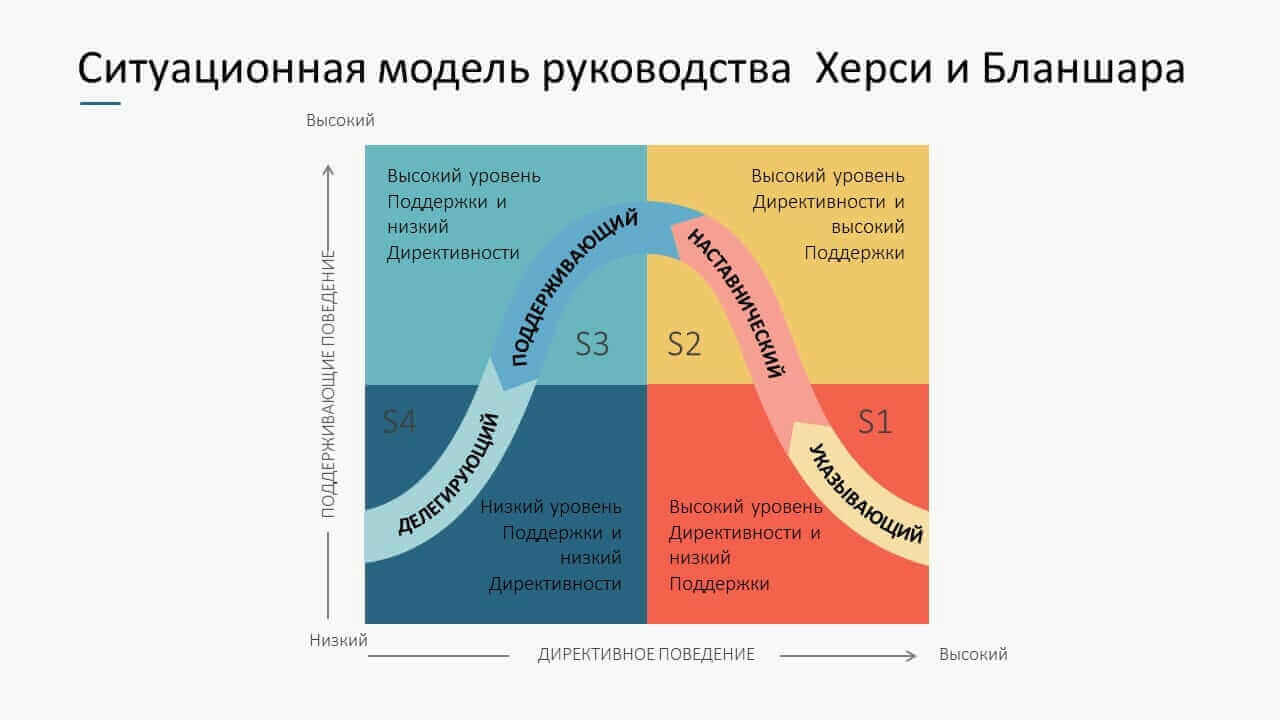 Ситуационная модель руководства Херси и Бланшара
Высокий
ПОДДЕРЖИВАЮЩИЕ ПОВЕДЕНИЕ
Высокий уровень
Поддержки и
низкий
Директивности
ПОДДЕРЖИВАЮЩИЙ
S3
Высокий уровень
Директивности и
высокий
Поддержки
НАСТАВНИЧЕСКИЙ
S2
S4
ДЕЛЕГИРУЮЩИЙ
Низкий уровень
Поддержки и
низкий
Директивности
S1
УКАЗЫВАЮЩИЙ
Высокий уровень
Директивности и
низкий
Поддержки
Низкий
ДИРЕКТИВНОЕ ПОВЕДЕНИЕ
Высокий